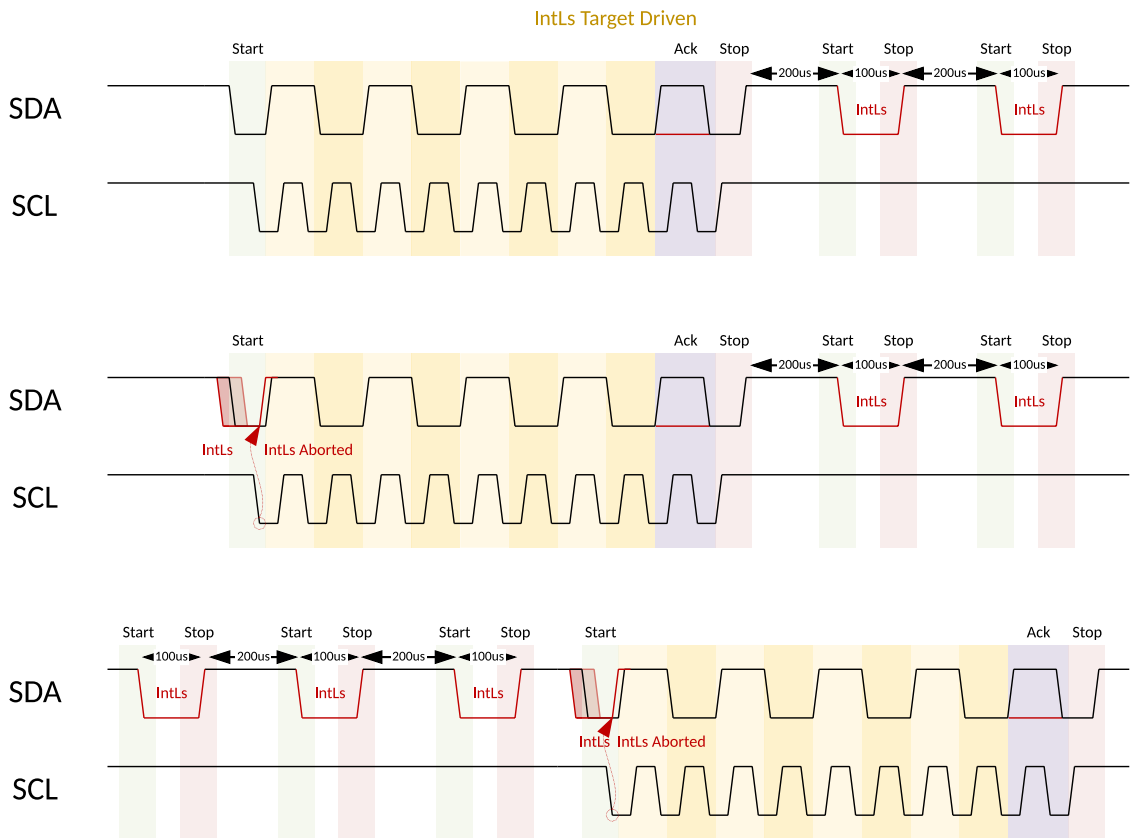 IntLs Target Driven
Start Ack Stop Start Stop Start Stop
200us 100us 200us 100us
SDA
IntLs IntLs
SCL
Start Ack Stop Start Stop Start Stop
200us 100us 200us 100us
SDA
IntLs IntLs
IntLs IntLs Aborted
SCL
Start Stop Start Stop Start Stop Start Ack Stop
100us 200us 100us 200us 100us
SDA
IntLs IntLs IntLs
IntLs IntLs Aborted
SCL